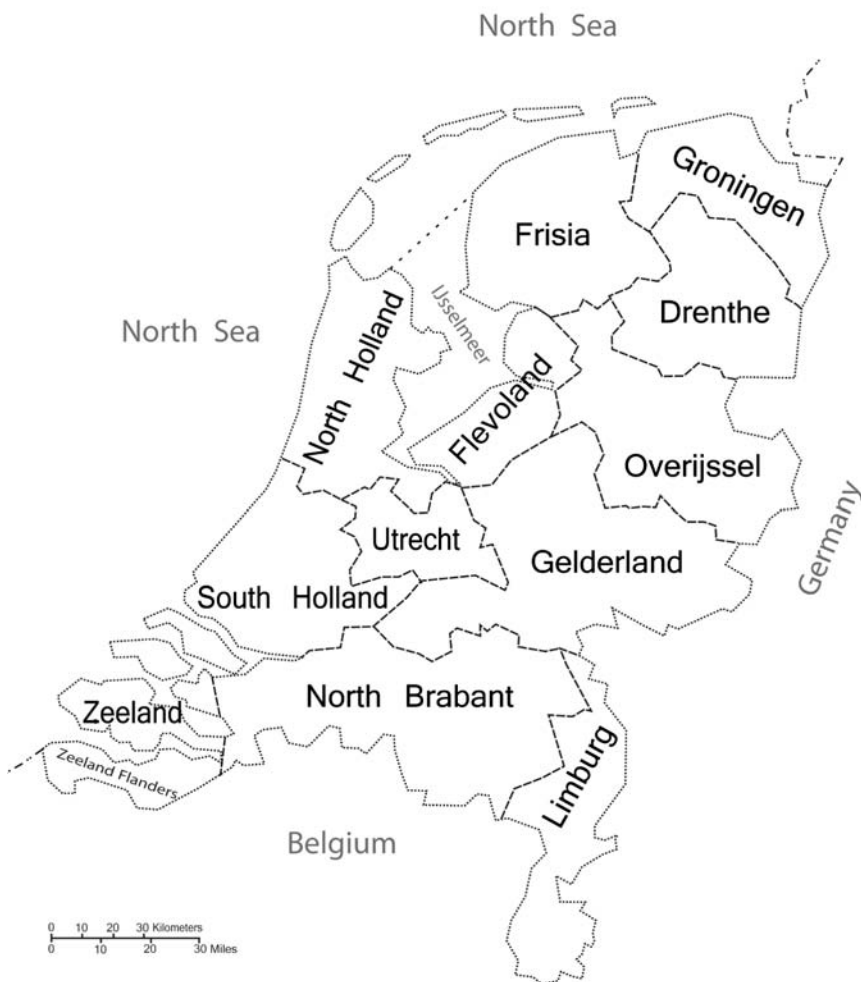 North Sea
Groningen
Frisia
Drenthe
IJsselmeer
North Sea
North Holland
Flevoland
Overijssel
Utrecht
Gelderland
Germany
South Holland
North Brabant
Zeeland
Zeeland Flanders
Limburg
Belgium
0 10 20 30 Kilometers
0 10 20 30 Miles